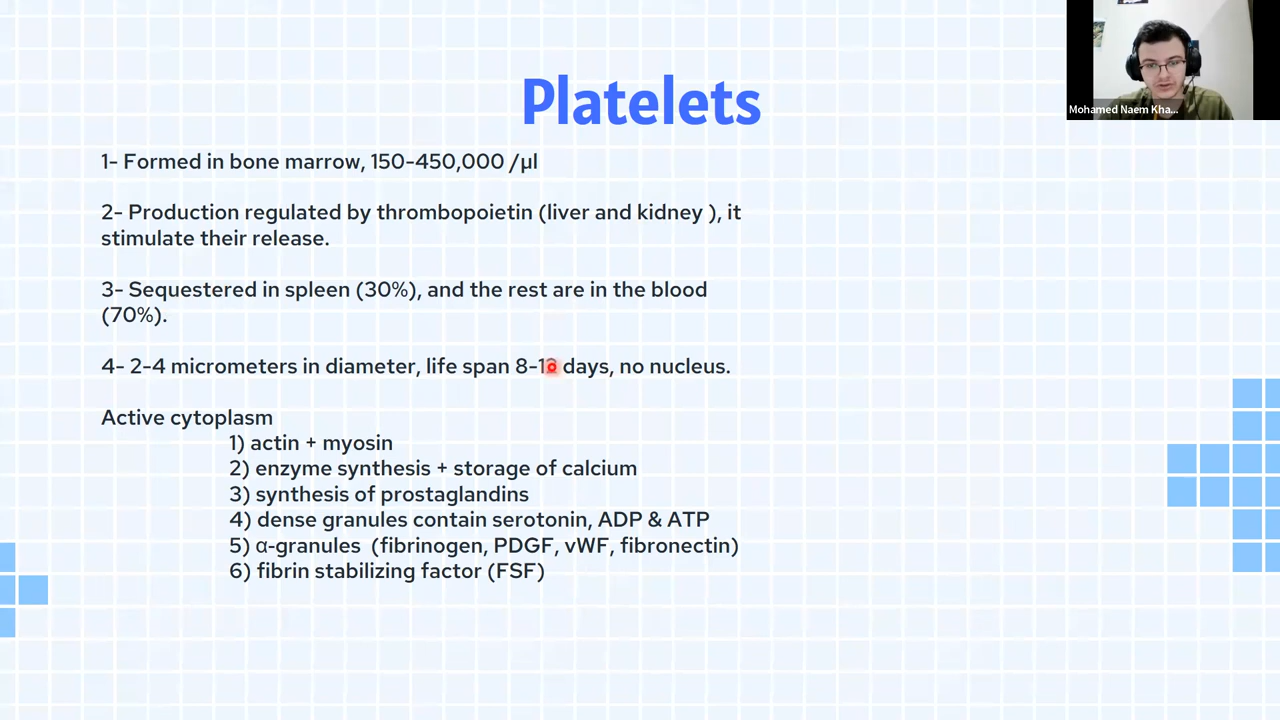 Platelets
Mohamed Naem Kha...
1- Formed in bone marrow, 150-450,000 /µl
2- Production regulated by thrombopoietin (liver and kidney ), it
stimulate their release.
3- Sequestered in spleen (30%), and the rest are in the blood
(70%).
4- 2-4 micrometers in diameter, life span days, no nucleus.
Active cytoplasm
1) actin + myosin
2) enzyme synthesis + storage of calcium
3) synthesis of prostaglandins
4) dense granules contain serotonin, ADP & ATP
5) α-granules (fibrinogen, PDGF, vWF, fibronectin)
6) fibrin stabilizing factor (FSF)